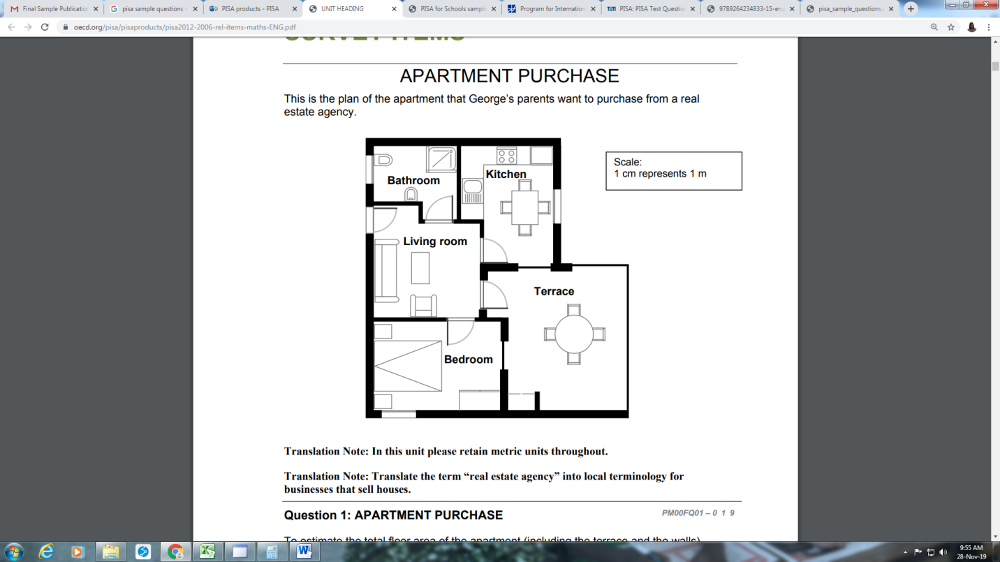 Final Sample Publication
pisa sample questions -
PISA products - PISA
UNIT HEADING
PISA for Schools sample
Program for Internation
TUM PISA: PISA Test Questio
9789264234833-15-en.p
pisa_sample_questions.
oecd.org/pisa/pisaproducts/pisa2012-2006-rel-items-maths-ENG.pdf
SURVEY ITEMS
APARTMENT PURCHASE
This is the plan of the apartment that George’s parents want to purchase from a real
estate agency.
Scale:
1 cm represents 1 m
Kitchen
Bathroom
Living room
Terrace
Bedroom
Translation Note: In this unit please retain metric units throughout.
Translation Note: Translate the term “real estate agency” into local terminology for
businesses that sell houses.
Question 1: APARTMENT PURCHASE
PM00FQ01 – 0 1 9
To estimate the total floor area of the apartment (including the terrace and the walls)
9:55 AM
28-Nov-19